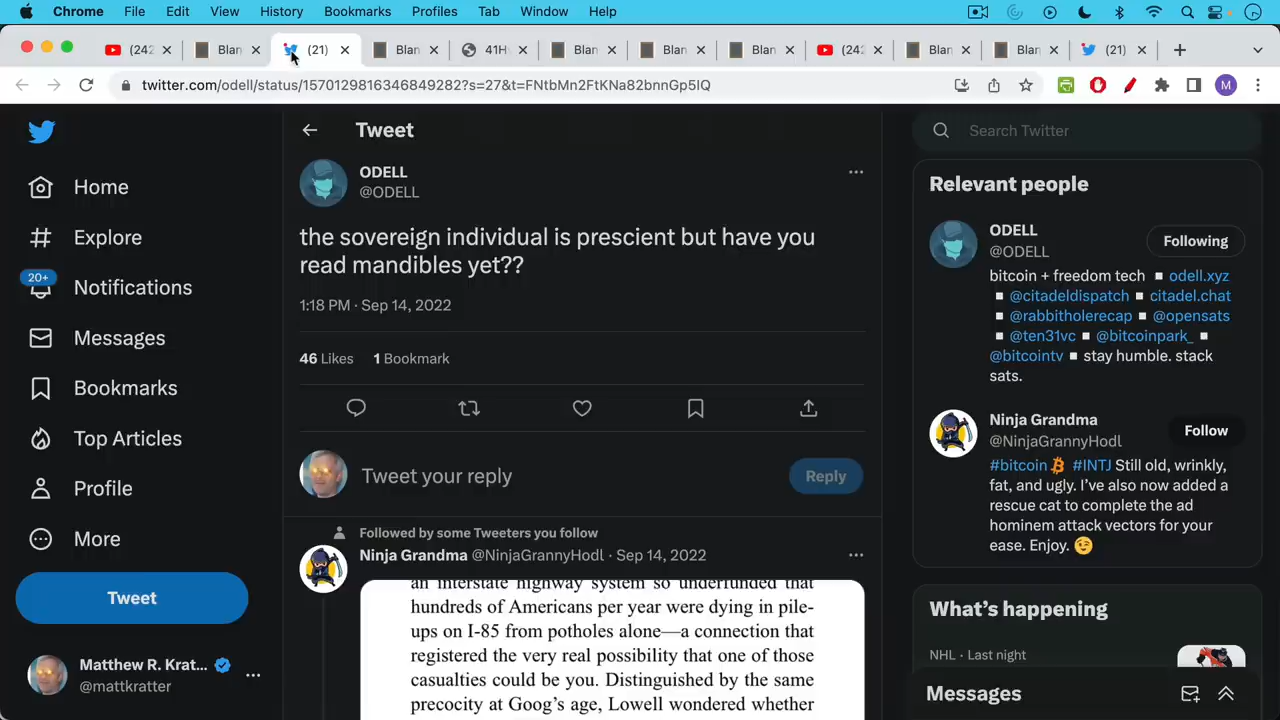 Chrome File Edit View History Bookmarks Profiles Tab Window Help
(242 Blan (21) Blan 41H Blan Blan Blan (242 Blan Blan (21)
twitter.com/odell/status/1570129816346849282?s=27&t=FNtbMn2FtKNa82bnnGp5IQ
M
Home
Explore
20+
Notifications
Messages
Bookmarks
Top Articles
Profile
More
Tweet
Matthew R. Krat...
@mattkratter
Tweet
ODELL
@ODELL
the sovereign individual is prescient but have you
read mandibles yet??
1:18 PM · Sep 14, 2022
46 Likes 1 Bookmark
Tweet your reply
Reply
Followed by some Tweeters you follow
Ninja Grandma @NinjaGrannyHodl · Sep 14, 2022
an interstate highway system so underfunded that
hundreds of Americans per year were dying in pile-
ups on I-85 from potholes alone—a connection that
registered the very real possibility that one of those
casualties could be you. Distinguished by the same
precocity at Goog's age, Lowell wondered whether
Search Twitter
Relevant people
ODELL
@ODELL
Following
bitcoin + freedom tech ▪ odell.xyz
▪ @citadeldispatch ▪ citadel.chat
▪ @rabbitholerecap ▪ @opensats
▪ @ten31vc ▪ @bitcoinpark_ ▪
@bitcointv ▪ stay humble. stack
sats.
Ninja Grandma
@NinjaGrannyHodl
Follow
#bitcoin #INTJ Still old, wrinkly,
fat, and ugly. I've also now added a
rescue cat to complete the ad
hominem attack vectors for your
ease. Enjoy. 😉
What's happening
NHL · Last night
Messages